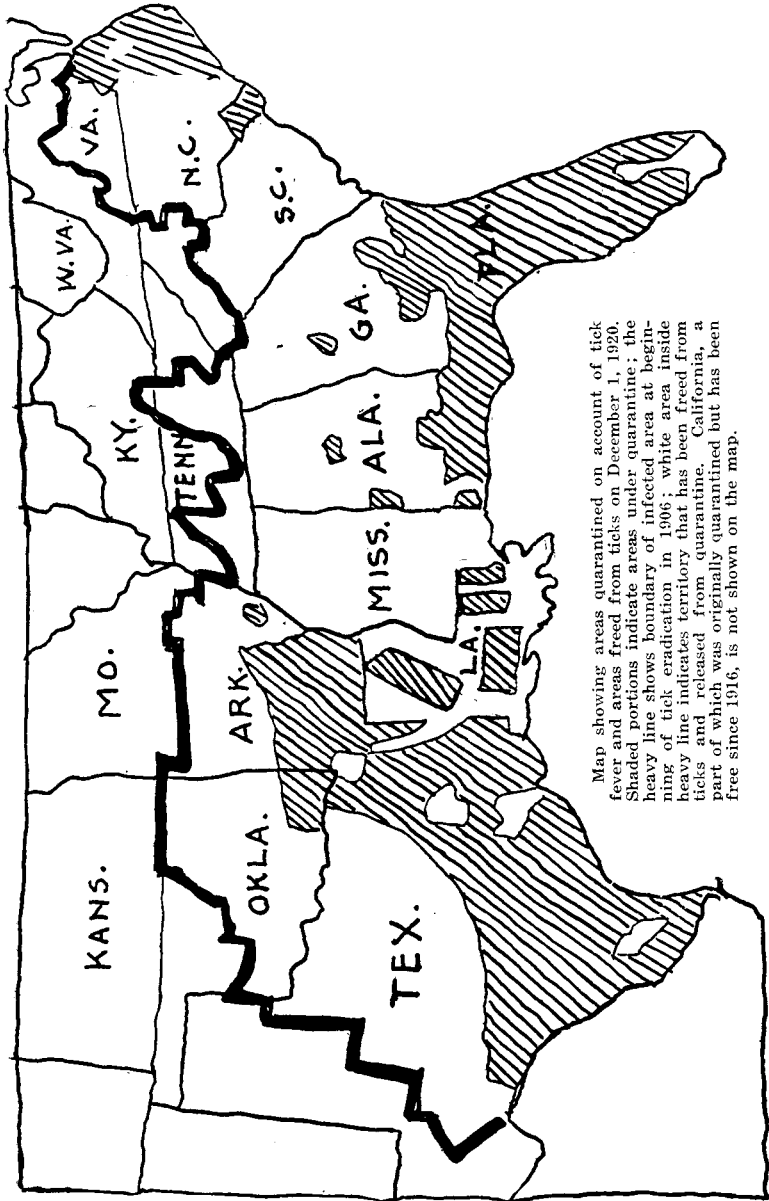 KANS.
MO.
KY.
W. VA.
VA.
N.C.
S.C.
TENN
OKLA.
ARK.
TEX.
LA.
MISS.
ALA.
GA.
FLA.
Map showing areas quarantined on account of tick
fever and areas freed from ticks on December 1, 1920.
Shaded portions indicate areas under quarantine; the
heavy line shows boundary of infected area at begin-
ning of tick eradication in 1906; white area inside
heavy line indicates territory that has been freed from
ticks and released from quarantine. California, a
part of which was originally quarantined but has been
free since 1916, is not shown on the map.